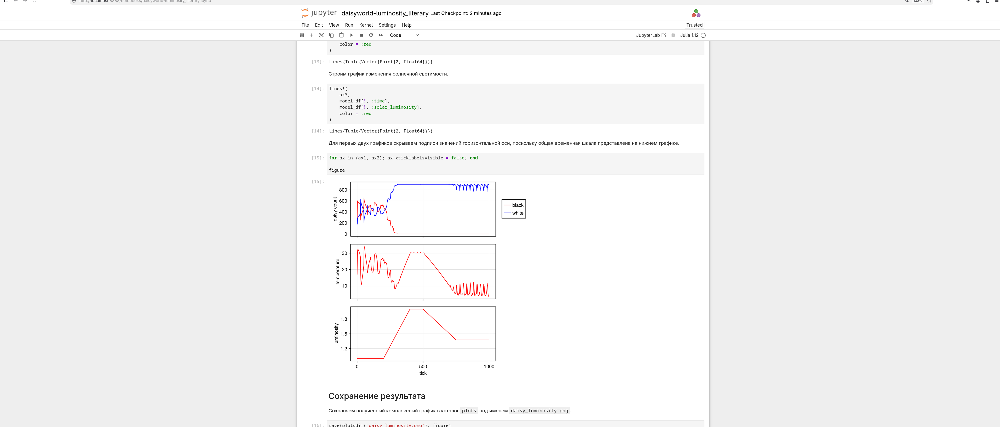 http://localhost:8888/notebooks/daisyworld-luminosity_literary.ipynb
130%
jupyter daisyworld-luminosity_literary Last Checkpoint: 2 minutes ago
File Edit View Run Kernel Settings Help
Trusted
Code
JupyterLab
Julia 1.12
color = :red
)
[13]: Lines{Tuple{Vector{Point{2, Float64}}}}
Строим график изменения солнечной светимости.
[14]: lines!(
ax3,
model_df[!, :time],
model_df[!, :solar_luminosity],
color = :red
)
[14]: Lines{Tuple{Vector{Point{2, Float64}}}}
Для первых двух графиков скрываем подписи значений горизонтальной оси, поскольку общая временная шкала представлена на нижнем графике.
[15]: for ax in (ax1, ax2); ax.xticklabelsvisible = false; end
figure
[15]:
daisy count
800
600
400
200
0
black
white
temperature
30
20
10
luminosity
1.8
1.5
1.2
0 500 1000
tick
Сохранение результата
Сохраняем полученный комплексный график в каталог plots под именем daisy_luminosity.png.
[16]: save(plotsdir("daisy_luminosity.png"), figure)